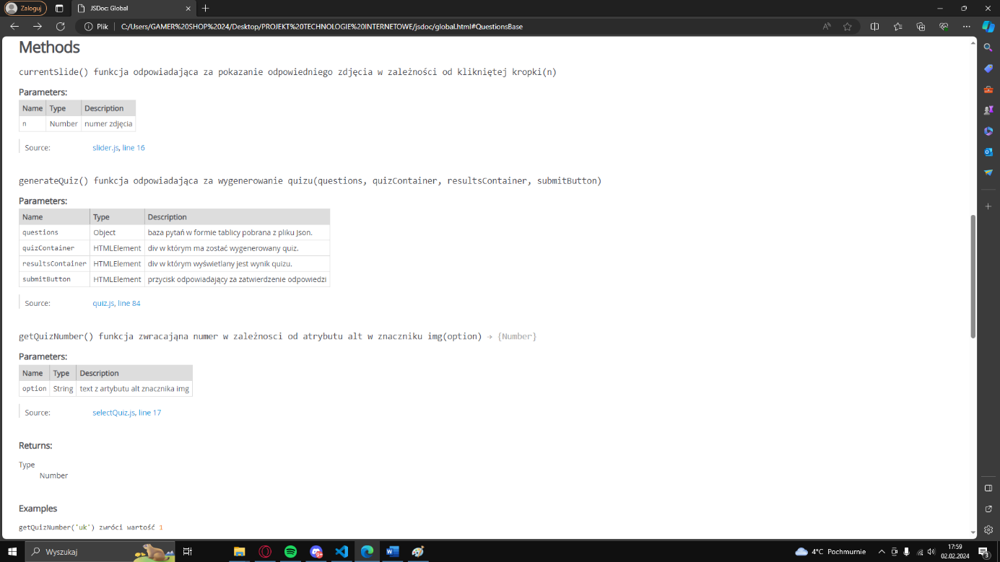 Zaloguj
JSDoc: Global
Plik
C:/Users/GAMER%20SHOP%202024/Desktop/PROJEKT%20TECHNOLOGIE%20INTERNETOWE/jsdoc/global.html#QuestionsBase
Methods
currentSlide() funkcja odpowiadająca za pokazanie odpowiedniego zdjęcia w zależności od klikniętej kropki(n)
Parameters:
Name Type Description
n Number numer zdjęcia
Source: slider.js, line 16
generateQuiz() funkcja odpowiadająca za wygenerowanie quizu(questions, quizContainer, resultsContainer, submitButton)
Parameters:
Name Type Description
questions Object baza pytań w formie tablicy pobrana z pliku Json.
quizContainer HTMLElement div w którym ma zostać wygenerowany quiz.
resultsContainer HTMLElement div w którym wyświetlany jest wynik quizu.
submitButton HTMLElement przycisk odpowiadający za zatwierdzenie odpowiedzi
Source: quiz.js, line 84
getQuizNumber() funkcja zwracająna numer w zależnosci od atrybutu alt w znaczniku img(option) → {Number}
Parameters:
Name Type Description
option String text z artybutu alt znacznika img
Source: selectQuiz.js, line 17
Returns:
Type
Number
Examples
getQuizNumber('uk') zwróci wartość 1
Wyszukaj
4°C Pochmurnie
17:59
02.02.2024
3